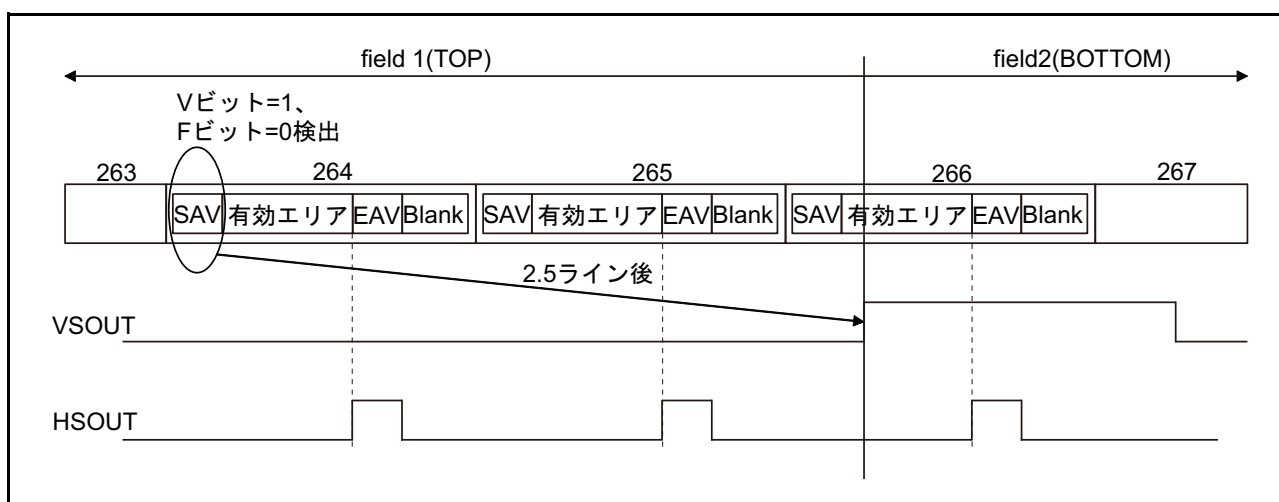 field 1(TOP)
field2(BOTTOM)
Vビット=1、
Fビット=0検出
263
264
265
266
267
SAV 有効エリア EAV Blank SAV 有効エリア EAV Blank SAV 有効エリア EAV Blank
2.5ライン後
VSOUT
HSOUT